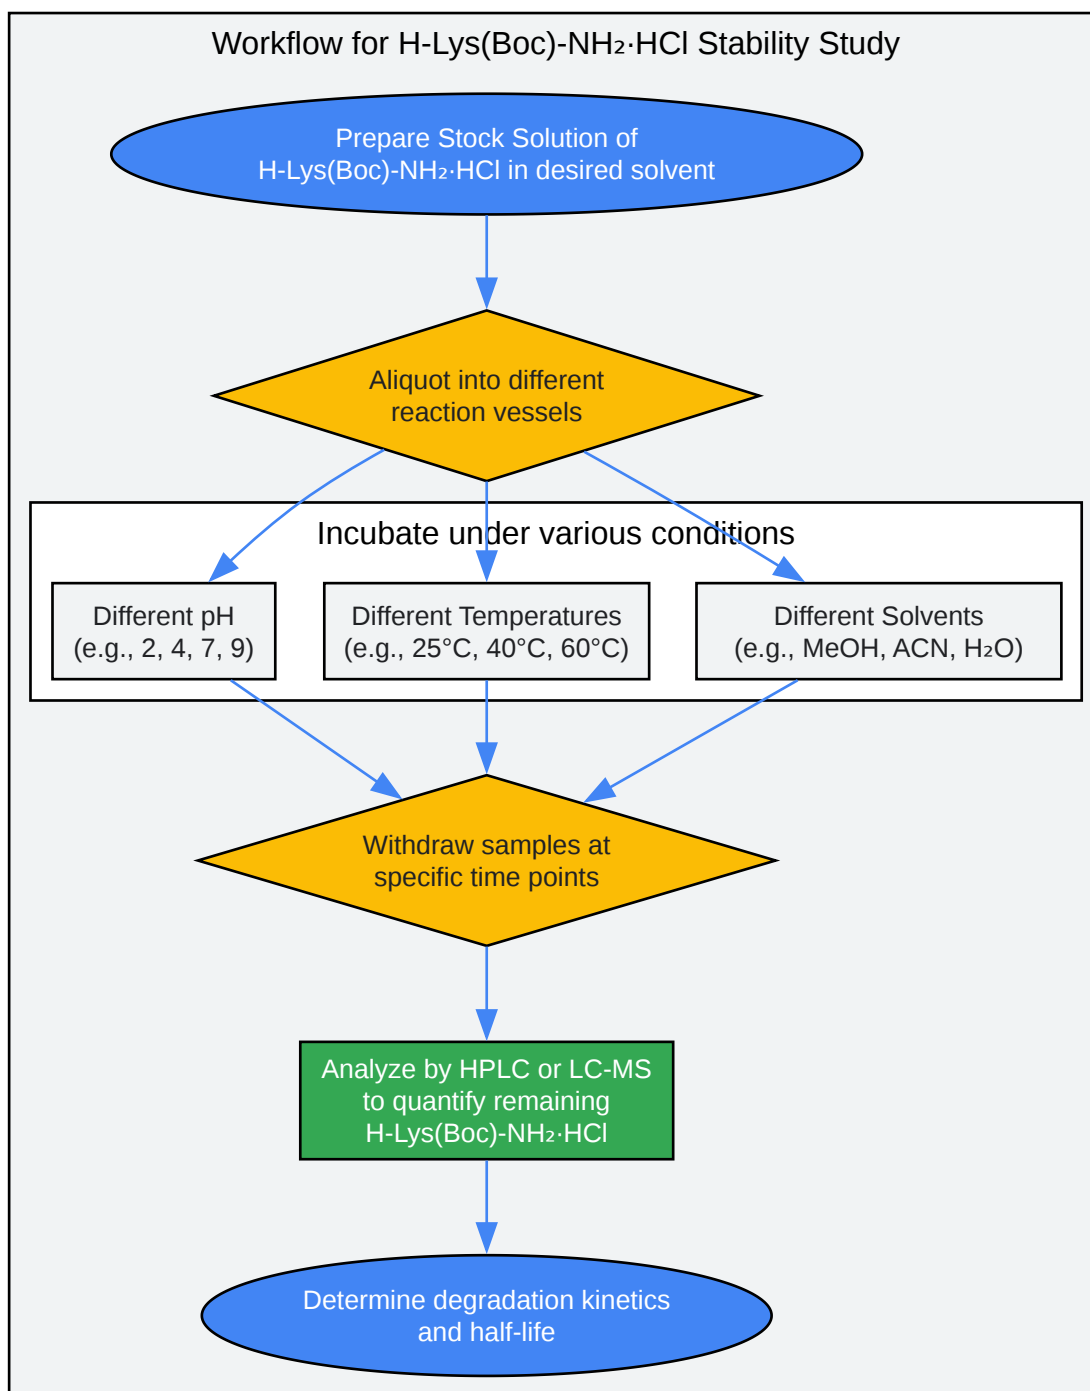 Workflow for H-Lys(Boc)-NH₂·HCl Stability Study
Prepare Stock Solution of
H-Lys(Boc)-NH₂·HCl in desired solvent
Aliquot into different
reaction vessels
Incubate under various conditions
Different pH
(e.g., 2, 4, 7, 9)
Different Temperatures
(e.g., 25°C, 40°C, 60°C)
Different Solvents
(e.g., MeOH, ACN, H₂O)
Withdraw samples at
specific time points
Analyze by HPLC or LC-MS
to quantify remaining
H-Lys(Boc)-NH₂·HCl
Determine degradation kinetics
and half-life